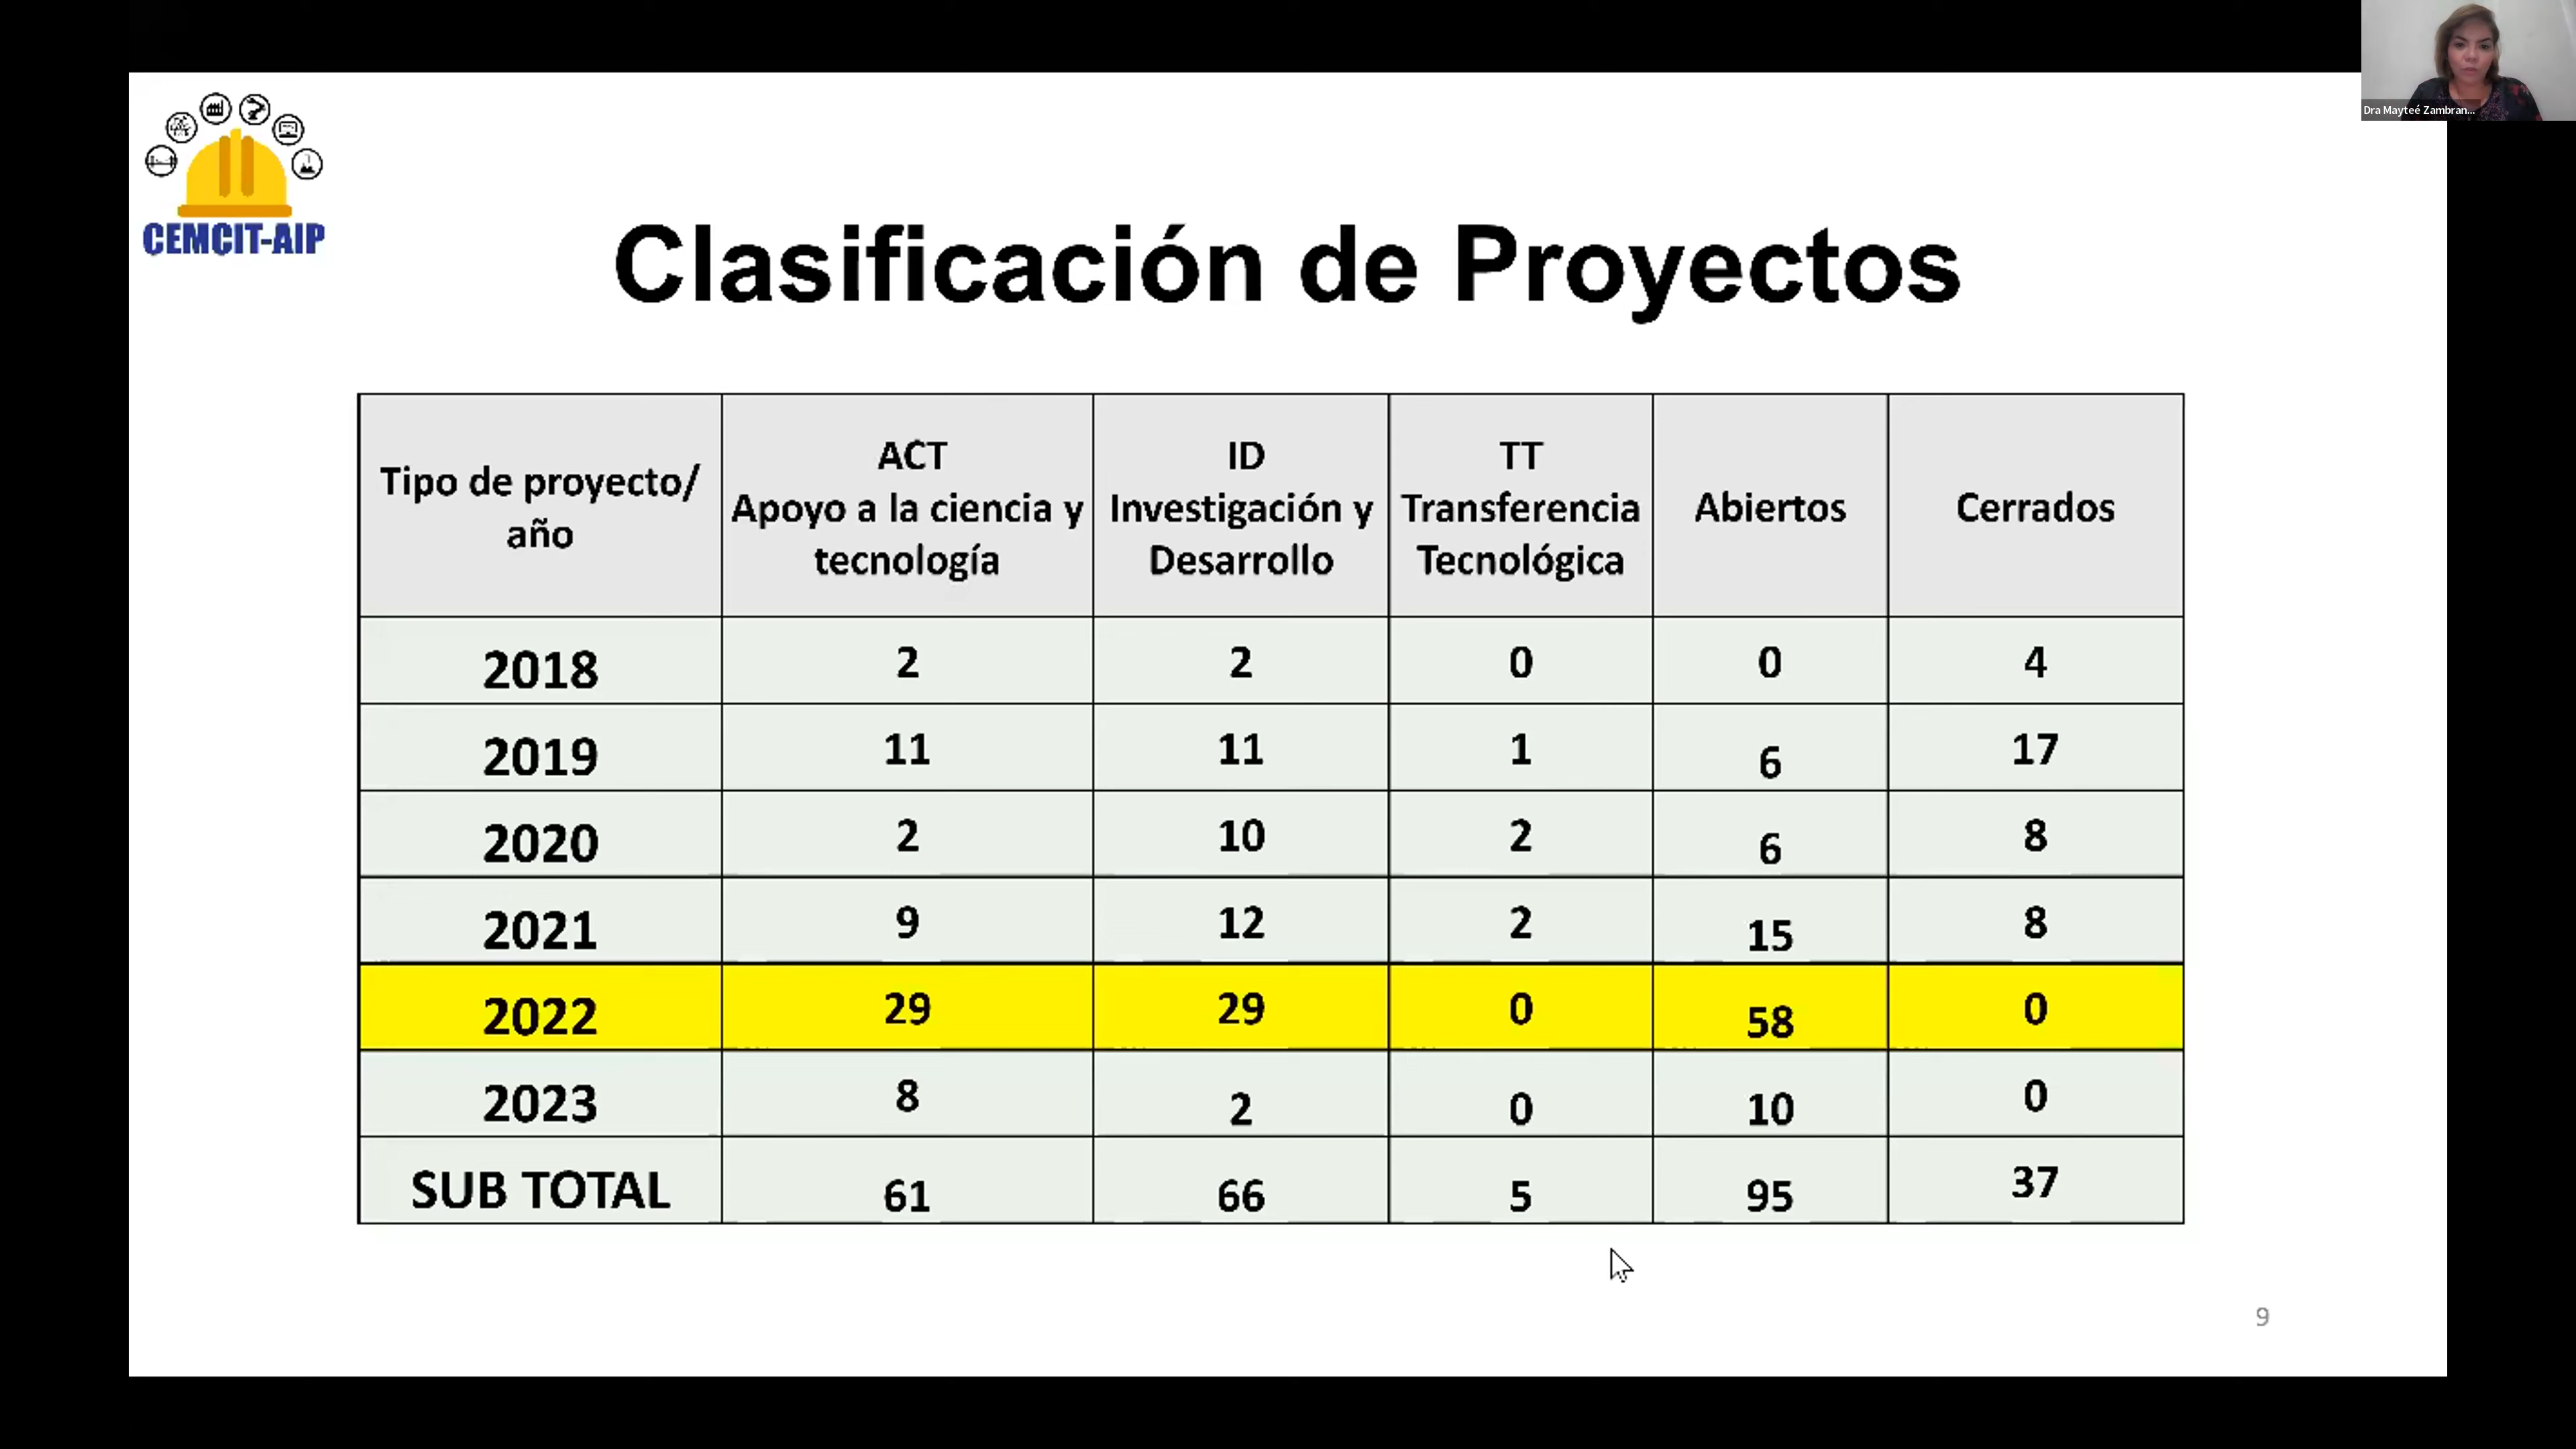 Dra Mayteé Zambran...
CEMCIT-AIP
Clasificación de Proyectos
Tipo de proyecto/
año
ACT
Apoyo a la ciencia y
tecnología
ID
Investigación y
Desarrollo
TT
Transferencia
Tecnológica
Abiertos
Cerrados
2018 2 2 0 0 4
2019 11 11 1 6 17
2020 2 10 2 6 8
2021 9 12 2 15 8
2022 29 29 0 58 0
2023 8 2 0 10 0
SUB TOTAL 61 66 5 95 37
9